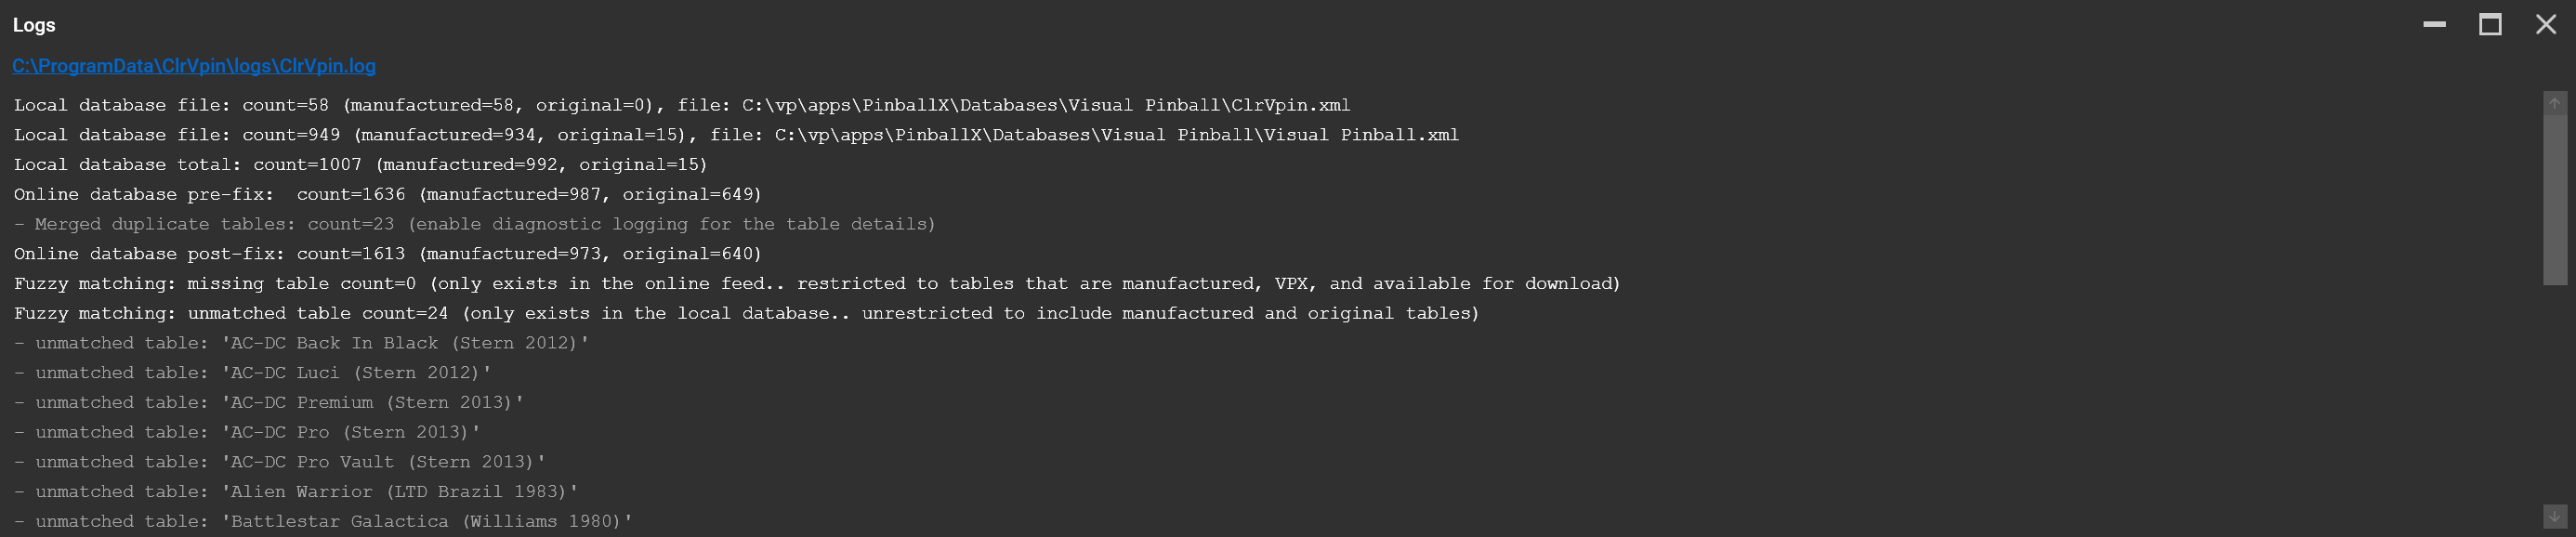 Logs
C:\ProgramData\ClrVpin\logs\ClrVpin.log
Local database file: count=58 (manufactured=58, original=0), file: C:\vp\apps\PinballX\Databases\Visual Pinball\ClrVpin.xml
Local database file: count=949 (manufactured=934, original=15), file: C:\vp\apps\PinballX\Databases\Visual Pinball\Visual Pinball.xml
Local database total: count=1007 (manufactured=992, original=15)
Online database pre-fix:  count=1636 (manufactured=987, original=649)
- Merged duplicate tables: count=23 (enable diagnostic logging for the table details)
Online database post-fix: count=1613 (manufactured=973, original=640)
Fuzzy matching: missing table count=0 (only exists in the online feed.. restricted to tables that are manufactured, VPX, and available for download)
Fuzzy matching: unmatched table count=24 (only exists in the local database.. unrestricted to include manufactured and original tables)
- unmatched table: 'AC-DC Back In Black (Stern 2012)'
- unmatched table: 'AC-DC Luci (Stern 2012)'
- unmatched table: 'AC-DC Premium (Stern 2013)'
- unmatched table: 'AC-DC Pro (Stern 2013)'
- unmatched table: 'AC-DC Pro Vault (Stern 2013)'
- unmatched table: 'Alien Warrior (LTD Brazil 1983)'
- unmatched table: 'Battlestar Galactica (Williams 1980)'